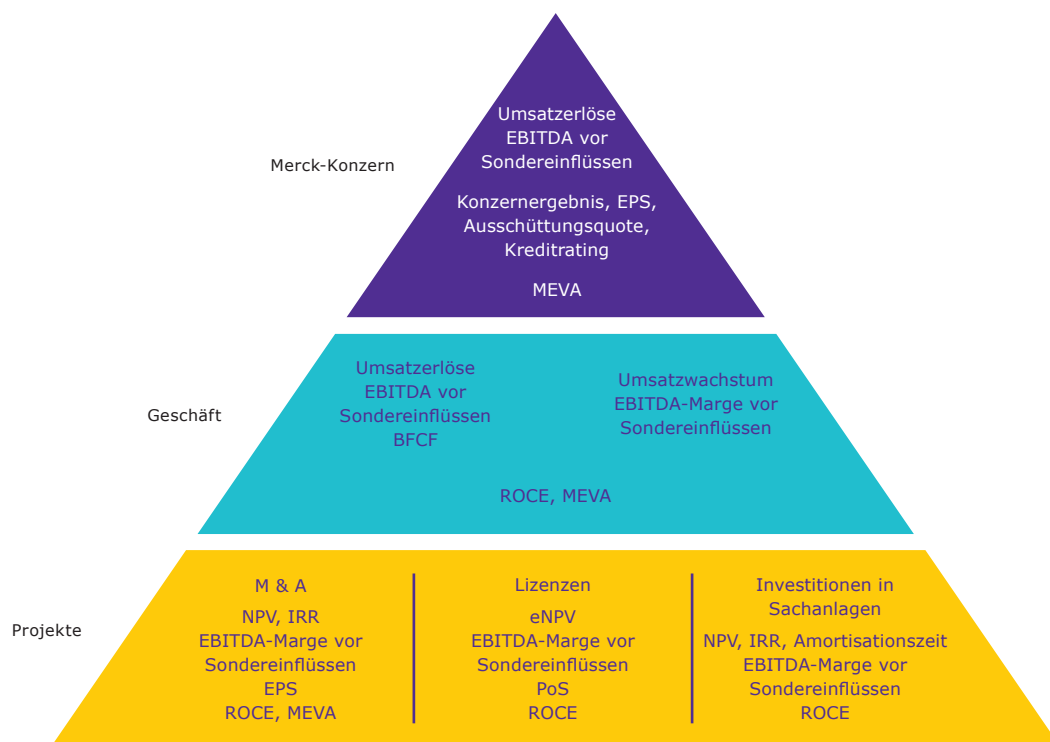 Merck-Konzern
Umsatzerlöse
EBITDA vor
Sondereinflüssen
Konzernergebnis, EPS,
Ausschüttungsquote,
Kreditrating
MEVA
Geschäft
Umsatzerlöse
EBITDA vor
Sondereinflüssen
BFCF
Umsatzwachstum
EBITDA-Marge vor
Sondereinflüssen
ROCE, MEVA
Projekte
M & A
NPV, IRR
EBITDA-Marge vor
Sondereinflüssen
EPS
ROCE, MEVA
Lizenzen
eNPV
EBITDA-Marge vor
Sondereinflüssen
PoS
ROCE
Investitionen in
Sachanlagen
NPV, IRR, Amortisationszeit
EBITDA-Marge vor
Sondereinflüssen
ROCE